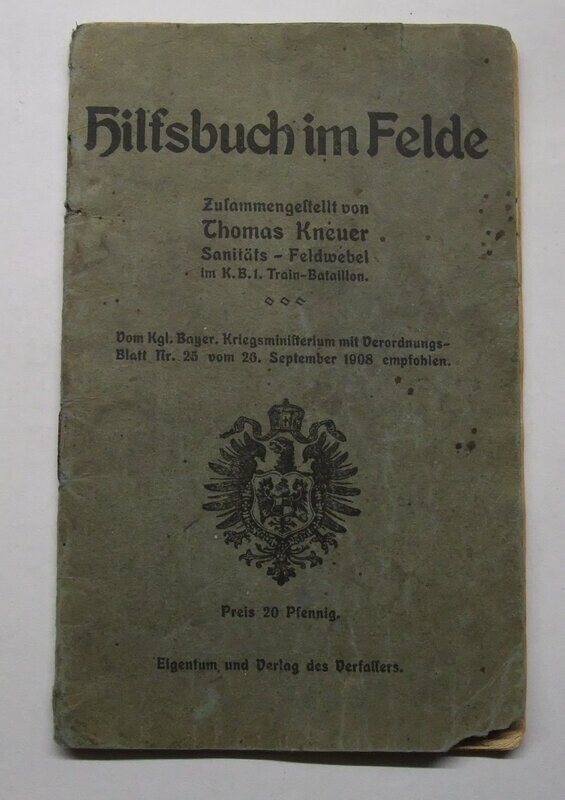 Hilfsbuch im Felde
Zuſammengeſtellt von
Thomas Kneuer
Sanitäts - Feldwebel
im K. B. 1. Train-Bataillon.
Vom Kgl. Bayer. Kriegsminiſterium mit Verordnungs-
Blatt Nr. 25 vom 26. September 1908 empfohlen.
Preis 20 Pfennig.
Eigentum und Verlag des Verfaſſers.